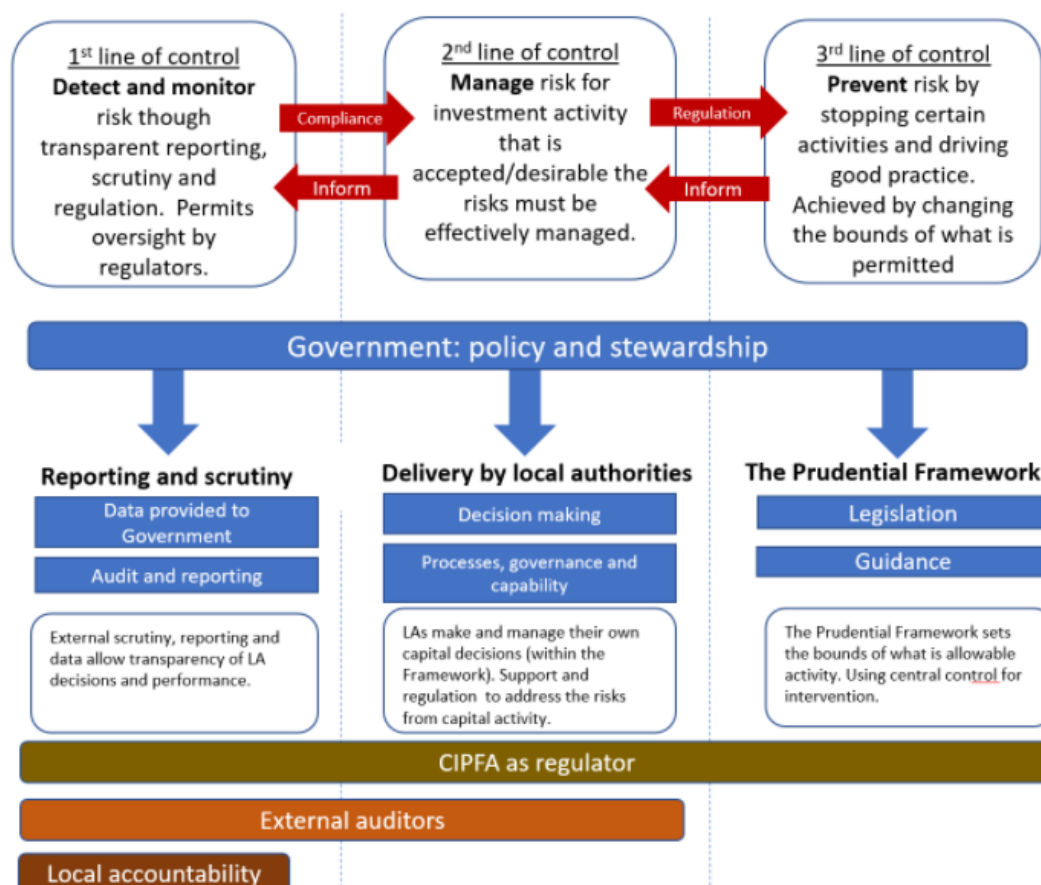 1st line of control
Detect and monitor
risk though
transparent reporting,
scrutiny and
regulation. Permits
oversight by
regulators.
Compliance
Inform
2nd line of control
Manage risk for
investment activity
that is
accepted/desirable the
risks must be
effectively managed.
Regulation
Inform
3rd line of control
Prevent risk by
stopping certain
activities and driving
good practice.
Achieved by changing
the bounds of what is
permitted
Government: policy and stewardship
Reporting and scrutiny
Data provided to
Government
Audit and reporting
External scrutiny, reporting and
data allow transparency of LA
decisions and performance.
Delivery by local authorities
Decision making
Processes, governance and
capability
LAs make and manage their own
capital decisions (within the
Framework). Support and
regulation to address the risks
from capital activity.
The Prudential Framework
Legislation
Guidance
The Prudential Framework sets
the bounds of what is allowable
activity. Using central control for
intervention.
CIPFA as regulator
External auditors
Local accountability